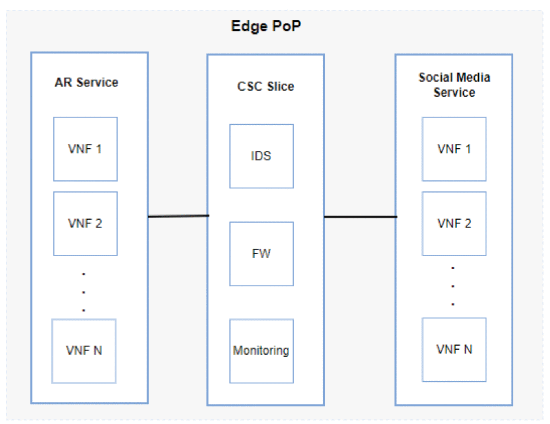 Edge PoP
AR Service
VNF 1
VNF 2
.
.
.
VNF N
CSC Slice
IDS
FW
Monitoring
Social Media
Service
VNF 1
VNF 2
.
.
.
VNF N